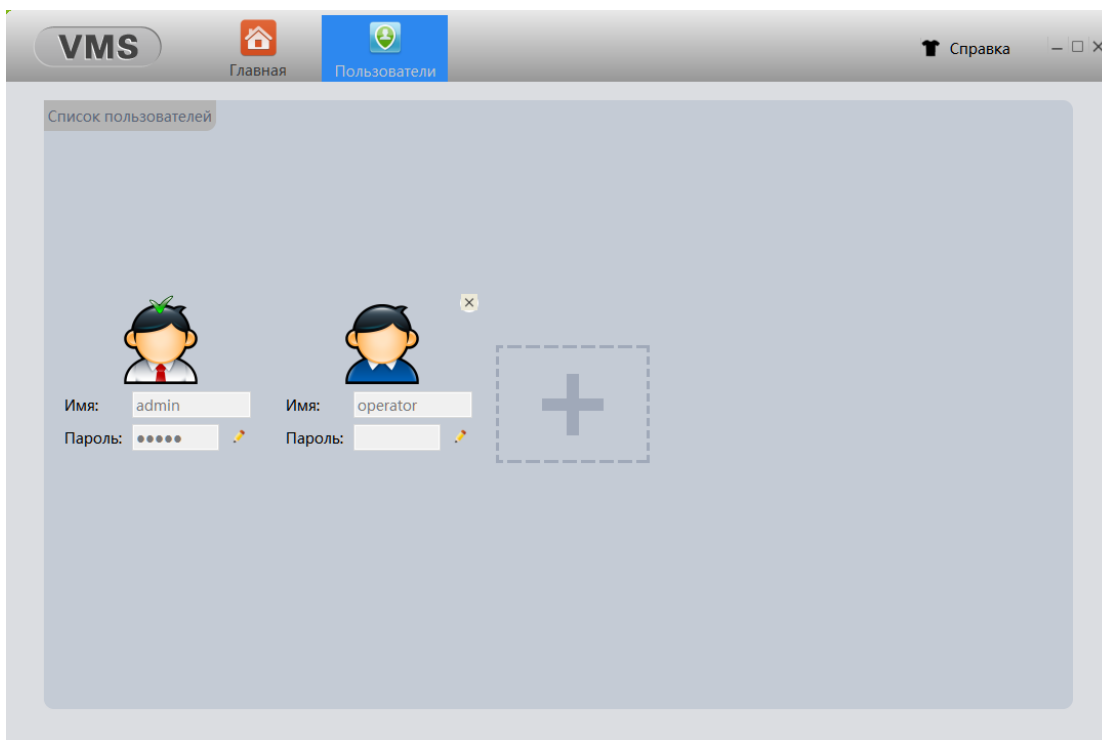 VMS
Главная
Пользователи
Справка
Список пользователей
Имя: admin
Пароль: ●●●●●
Имя: operator
Пароль: